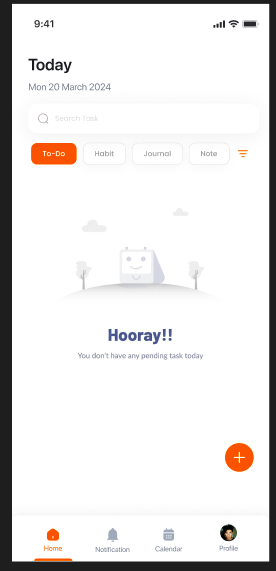 9:41
Today
Mon 20 March 2024
Search Task
To-Do
Habit
Journal
Note
Hooray!!
You don't have any pending task today
Home
Notification
Calendar
Profile